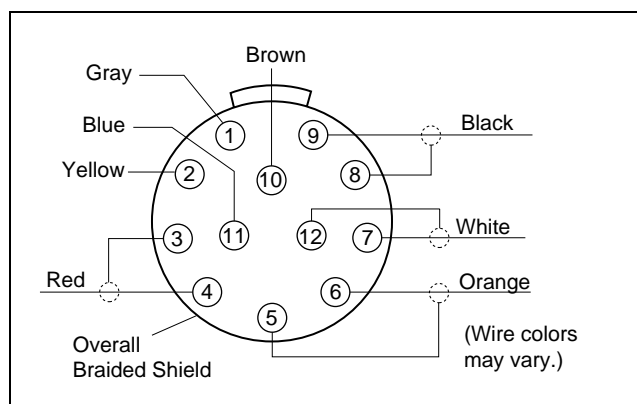 Brown
Gray
1
9
Black
Blue
2
10
8
Yellow
3
11
12
7
White
Red
4
6
Orange
5
Overall
Braided Shield
(Wire colors
may vary.)